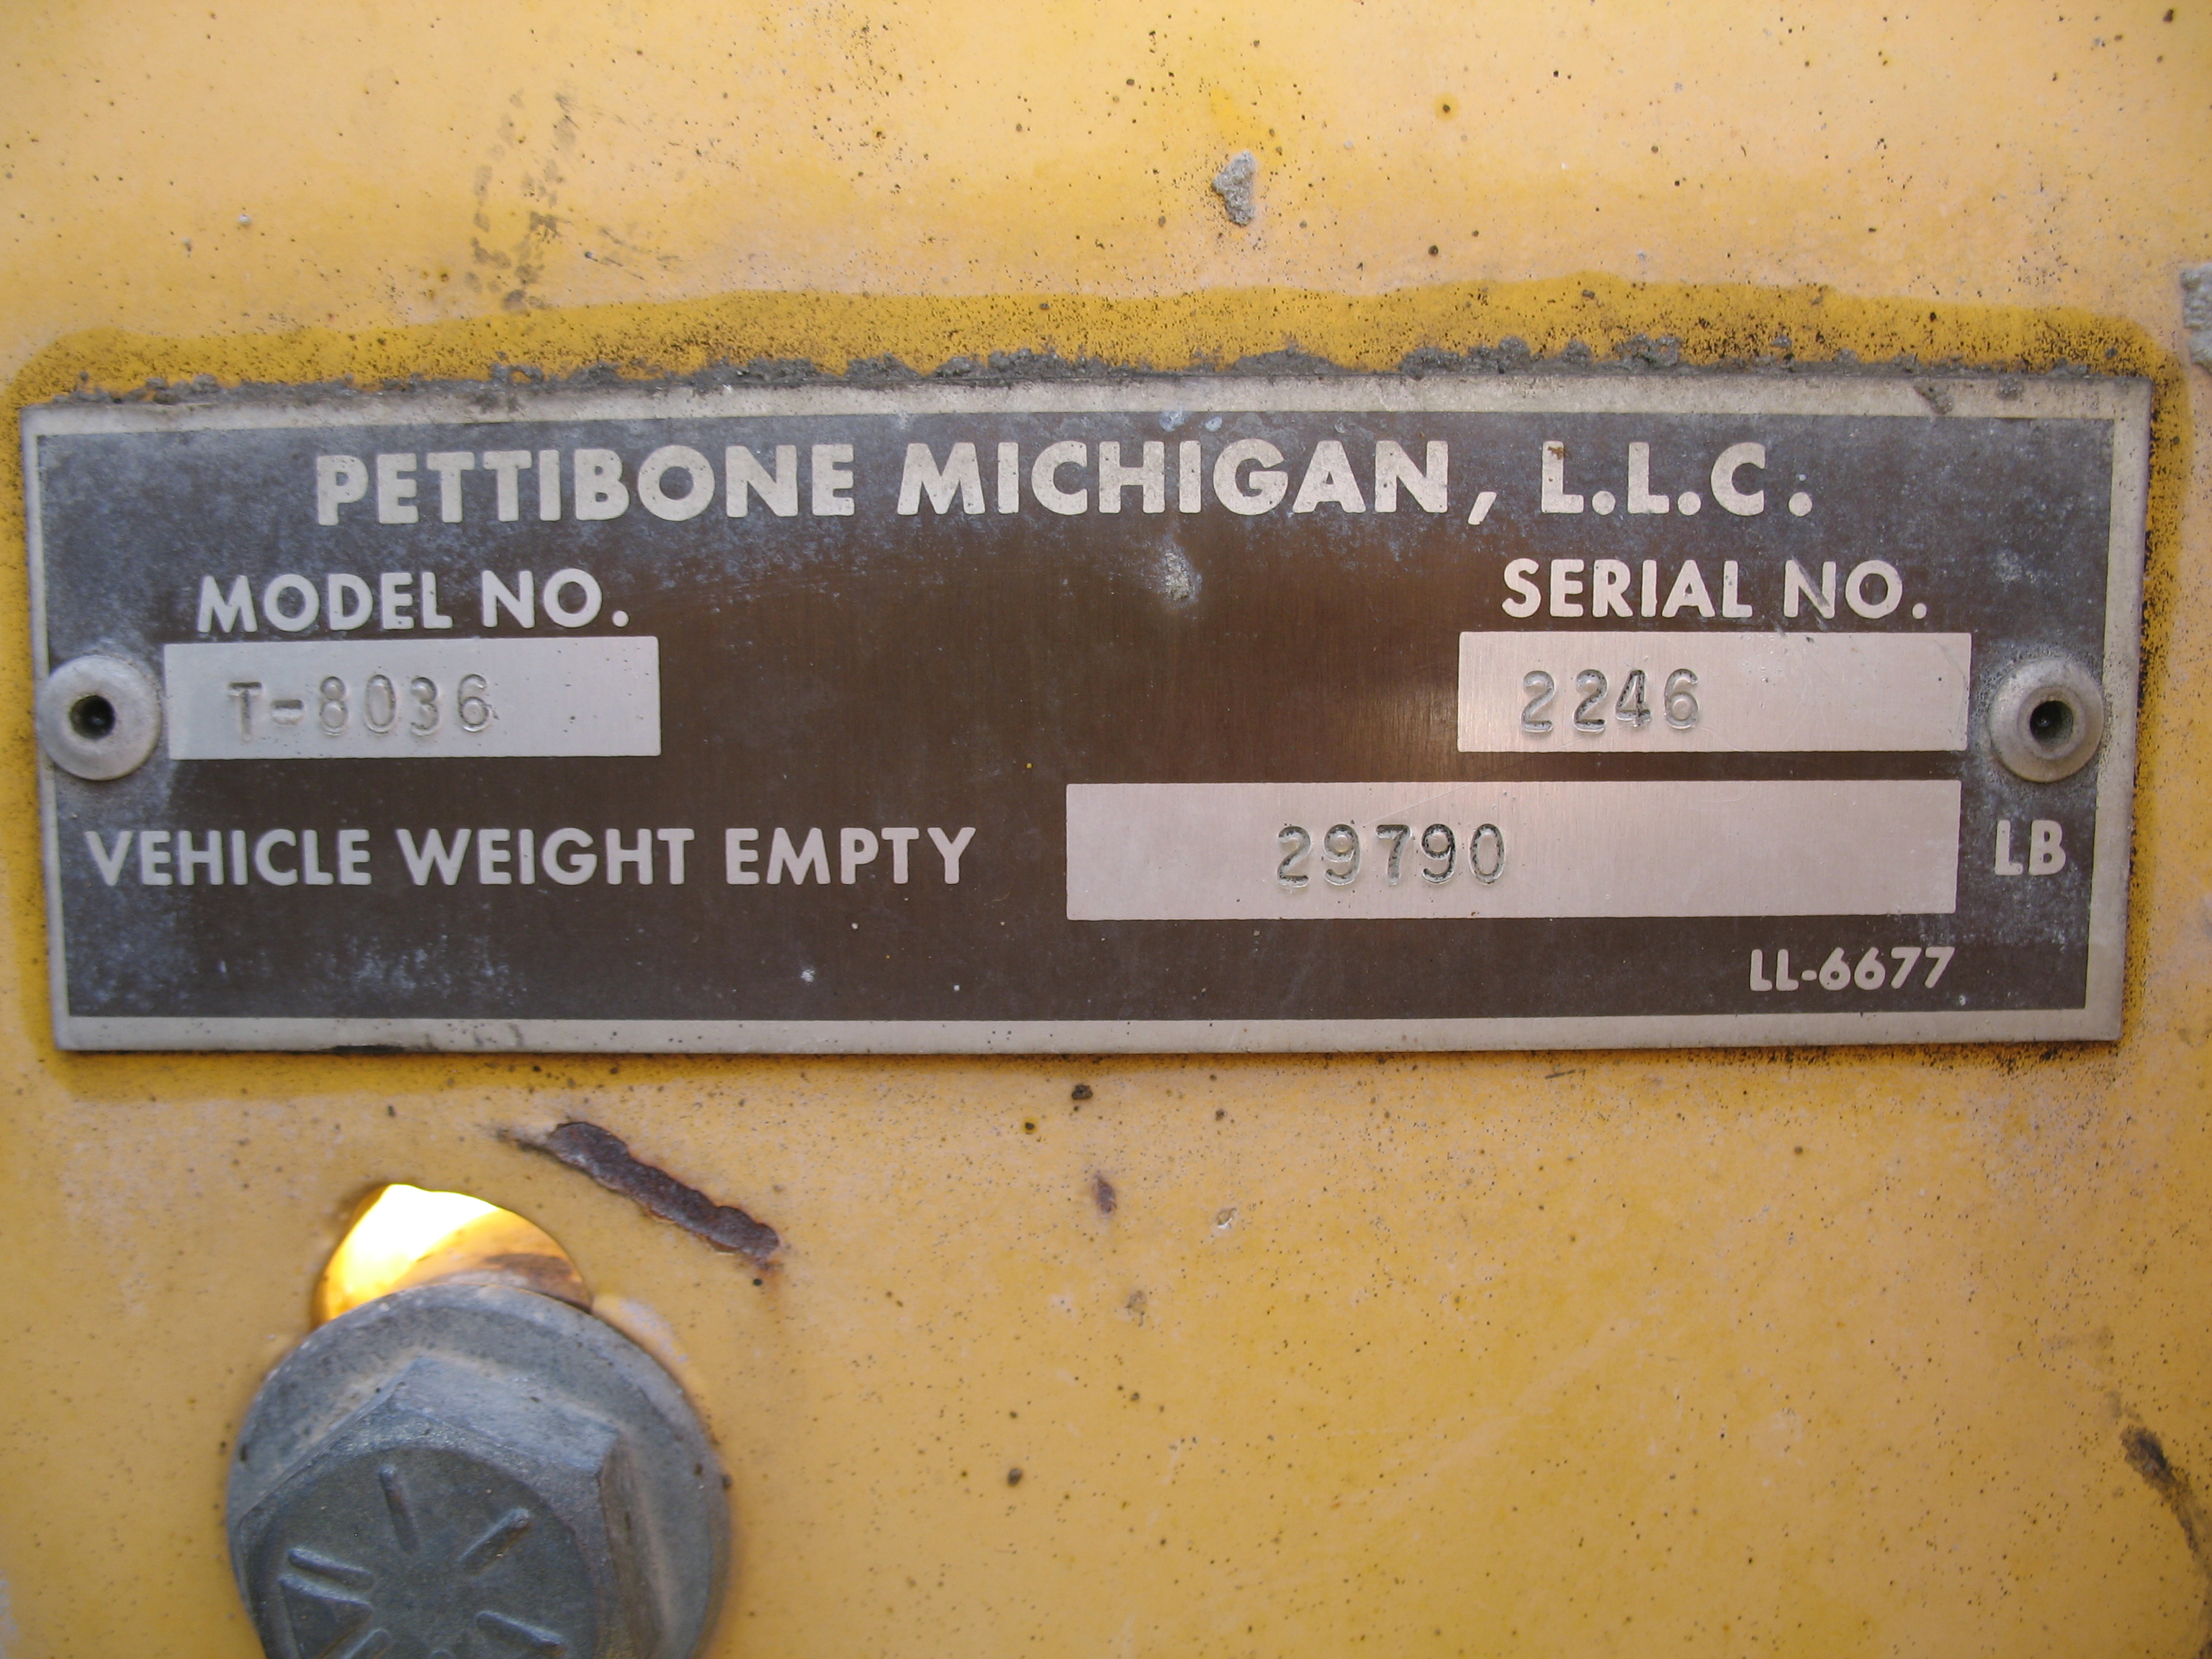 PETTIBONE MICHIGAN, L.L.C.
MODEL NO. SERIAL NO.
T-8036 2246
VEHICLE WEIGHT EMPTY 29790 LB
LL-6677